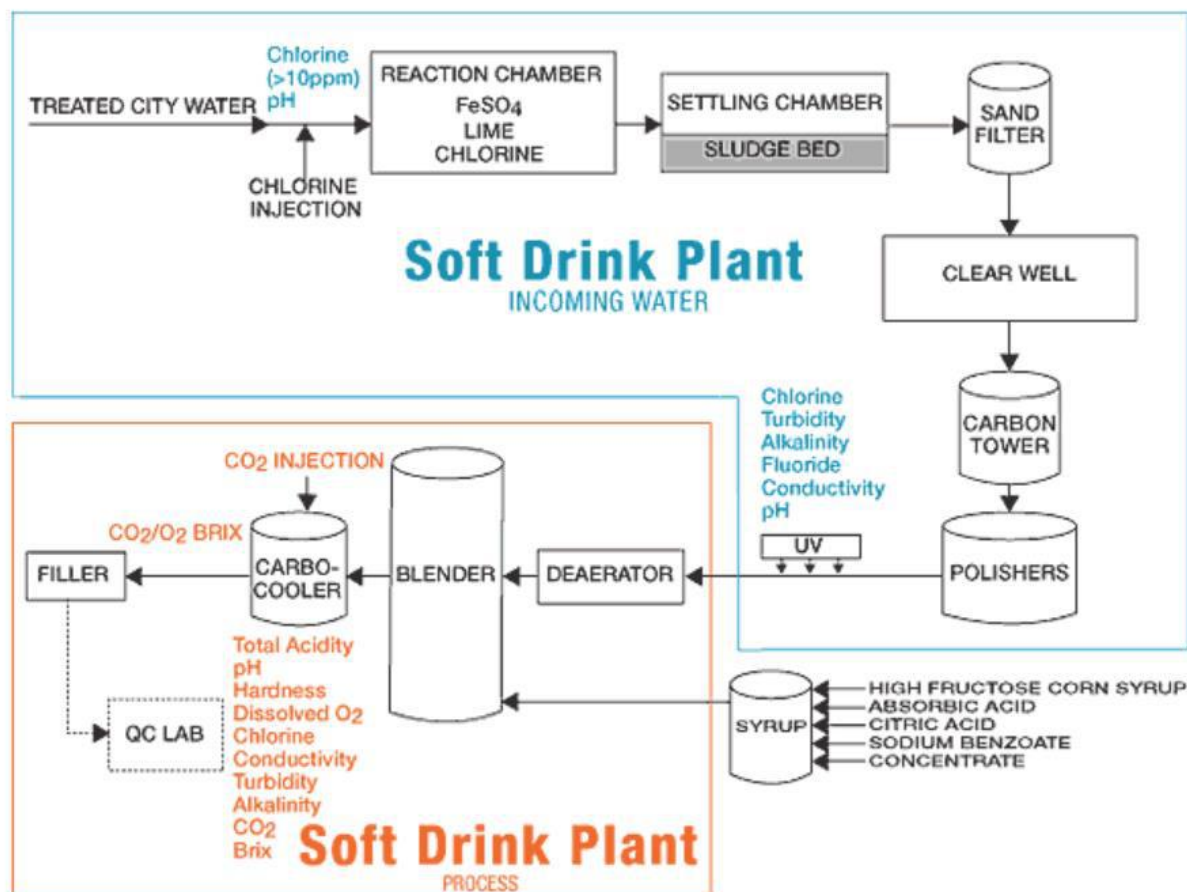 Chlorine
(>10ppm)
pH
TREATED CITY WATER
CHLORINE
INJECTION
REACTION CHAMBER
FeSO4
LIME
CHLORINE
SETTLING CHAMBER
SLUDGE BED
SAND
FILTER
Soft Drink Plant
INCOMING WATER
CLEAR WELL
CARBON
TOWER
Chlorine
Turbidity
Alkalinity
Fluoride
Conductivity
pH
UV
POLISHERS
CO2 INJECTION
CO2/O2 BRIX
FILLER
CARBO-
COOLER
BLENDER
DEAERATOR
Total Acidity
pH
Hardness
Dissolved O2
Chlorine
Conductivity
Turbidity
Alkalinity
CO2
Brix
QC LAB
SYRUP
HIGH FRUCTOSE CORN SYRUP
ABSORBIC ACID
CITRIC ACID
SODIUM BENZOATE
CONCENTRATE
Soft Drink Plant
PROCESS